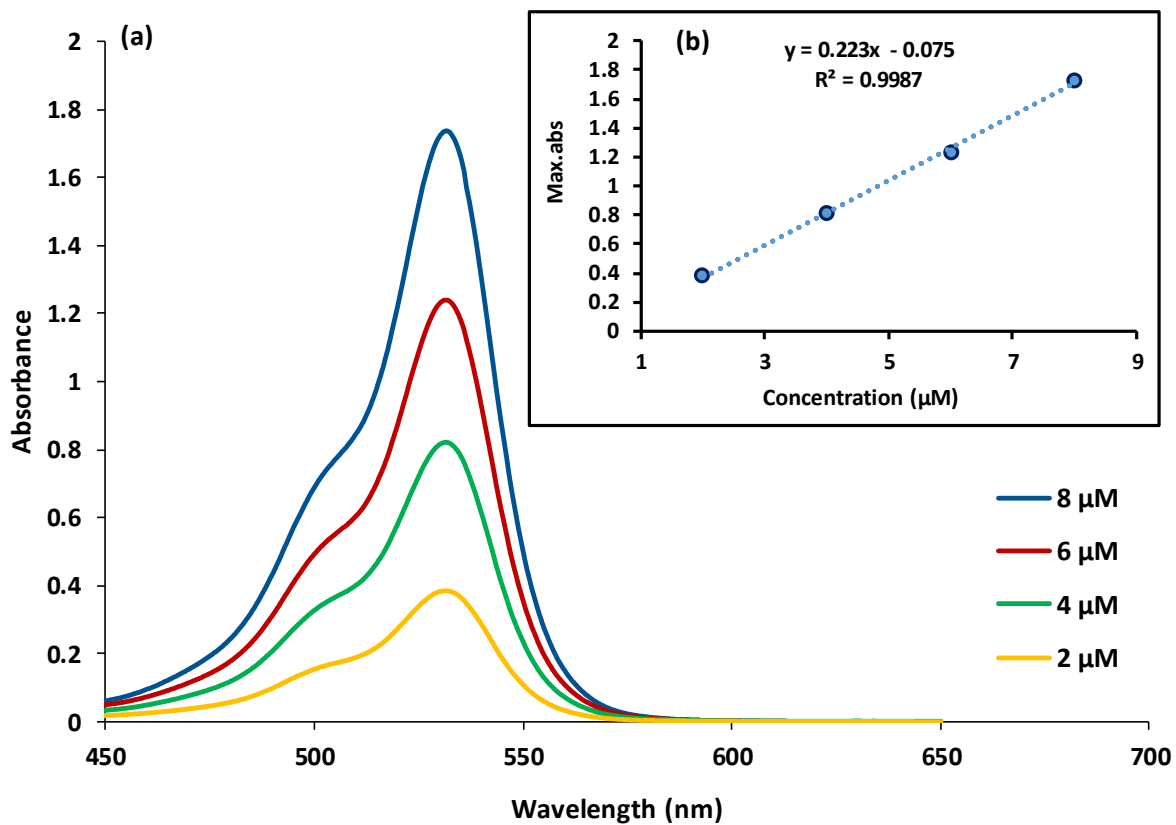 (a)
2
1.8
1.6
1.4
1.2
1
0.8
0.6
0.4
0.2
0
Absorbance
450
500
550
600
650
700
Wavelength (nm)
(b)
y = 0.223x - 0.075
R² = 0.9987
2
1.8
1.6
1.4
1.2
1
0.8
0.6
0.4
0.2
0
Max.abs
1
3
5
7
9
Concentration (μM)
8 μM
6 μM
4 μM
2 μM